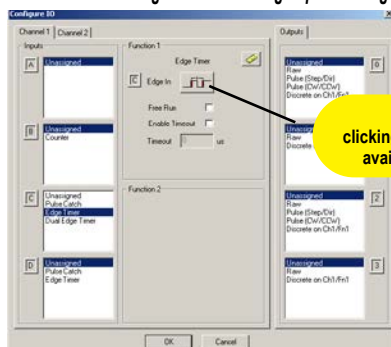 Configure IO
Channel 1 Channel 2
Inputs
A
Unassigned
B
Unassigned
Counter
C
Unassigned
Pulse Catch
Edge Timer
Dual Edge Timer
D
Unassigned
Pulse Catch
Edge Timer
Function 1
Edge Timer
C Edge In
Free Run
Enable Timeout
Timeout 0 us
Function 2
clicking
avai
Outputs
Unassigned
Raw
Pulse (Step/Dir)
Pulse (CW/CCW)
Discrete on Ch1/Fn1
0
Unassigned
Raw
Discrete
Unassigned
Raw
Pulse (Step/Dir)
Pulse (CW/CCW)
Discrete on Ch1/Fn1
2
Unassigned
Raw
Discrete on Ch1/Fn1
3
OK Cancel